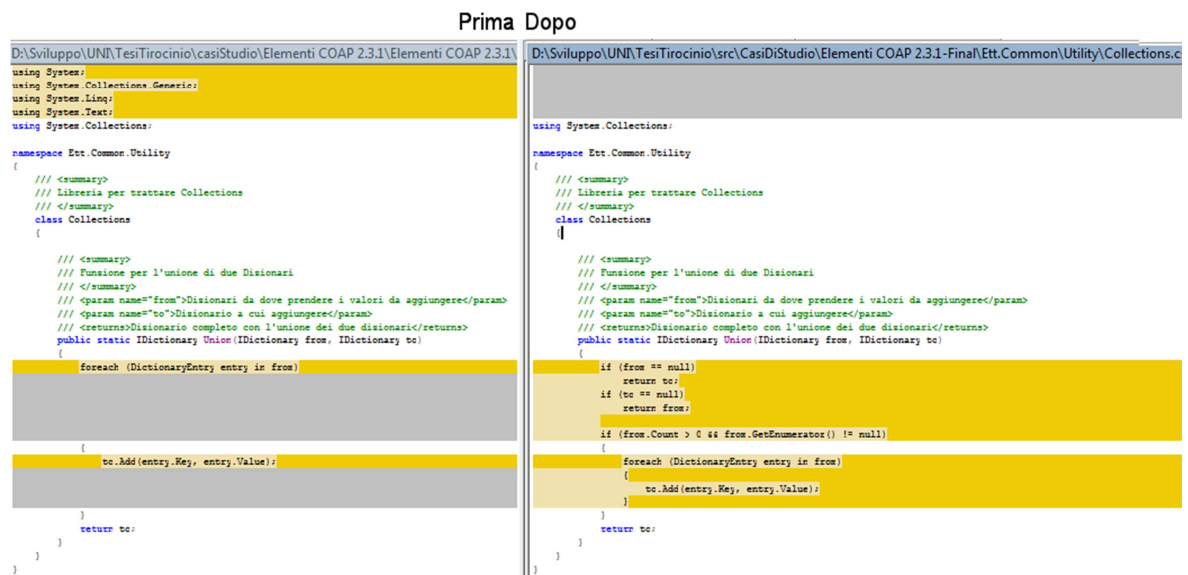 Prima Dopo
D:\Sviluppo\UNI\TesiTirocinio\casiStudio\Elementi COAP 2.3.1\Elementi COAP 2.3.1\
using System;
using System.Collections.Generic;
using System.Linq;
using System.Text;
using System.Collections;
namespace Ett.Common.Utility
{
/// <summary>
/// Libreria per trattare Collections
/// </summary>
class Collections
{
/// <summary>
/// Funzione per l'unione di due Dizionari
/// </summary>
/// <param name="from">Dizionari da dove prendere i valori da aggiungere</param>
/// <param name="to">Dizionario a cui aggiungere</param>
/// <returns>Dizionario completo con l'unione dei due dizionari</returns>
public static IDictionary Union(IDictionary from, IDictionary to)
{
foreach (DictionaryEntry entry in from)
{
to.Add(entry.Key, entry.Value);
}
return to;
}
}
}
D:\Sviluppo\UNI\TesiTirocinio\src\CasiDiStudio\Elementi COAP 2.3.1-Final\Ett.Common\Utility\Collections.c
using System.Collections;
namespace Ett.Common.Utility
{
/// <summary>
/// Libreria per trattare Collections
/// </summary>
class Collections
{
/// <summary>
/// Funzione per l'unione di due Dizionari
/// </summary>
/// <param name="from">Dizionari da dove prendere i valori da aggiungere</param>
/// <param name="to">Dizionario a cui aggiungere</param>
/// <returns>Dizionario completo con l'unione dei due dizionari</returns>
public static IDictionary Union(IDictionary from, IDictionary to)
{
if (from == null)
return to;
if (to == null)
return from;
if (from.Count > 0 && from.GetEnumerator() != null)
{
foreach (DictionaryEntry entry in from)
{
to.Add(entry.Key, entry.Value);
}
}
return to;
}
}
}